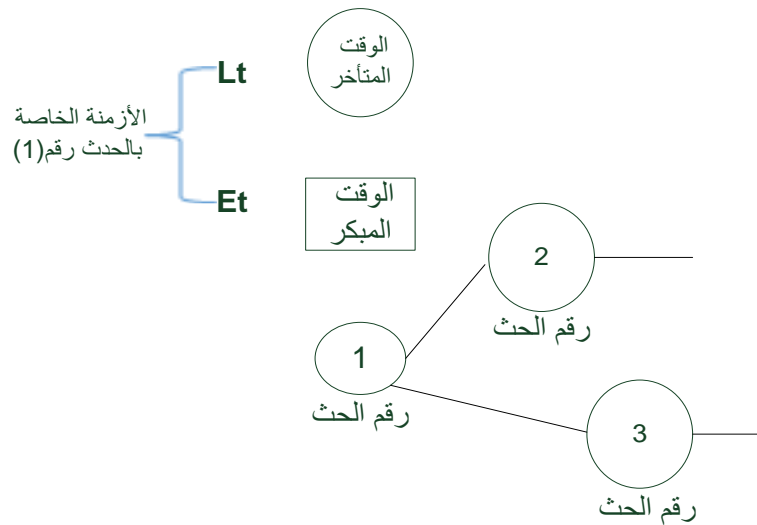 الوقت
المتأخر
Lt
الأزمنة الخاصة
بالحدث رقم(1)
Et
الوقت
المبكر
2
رقم الحث
1
رقم الحث
3
رقم الحث